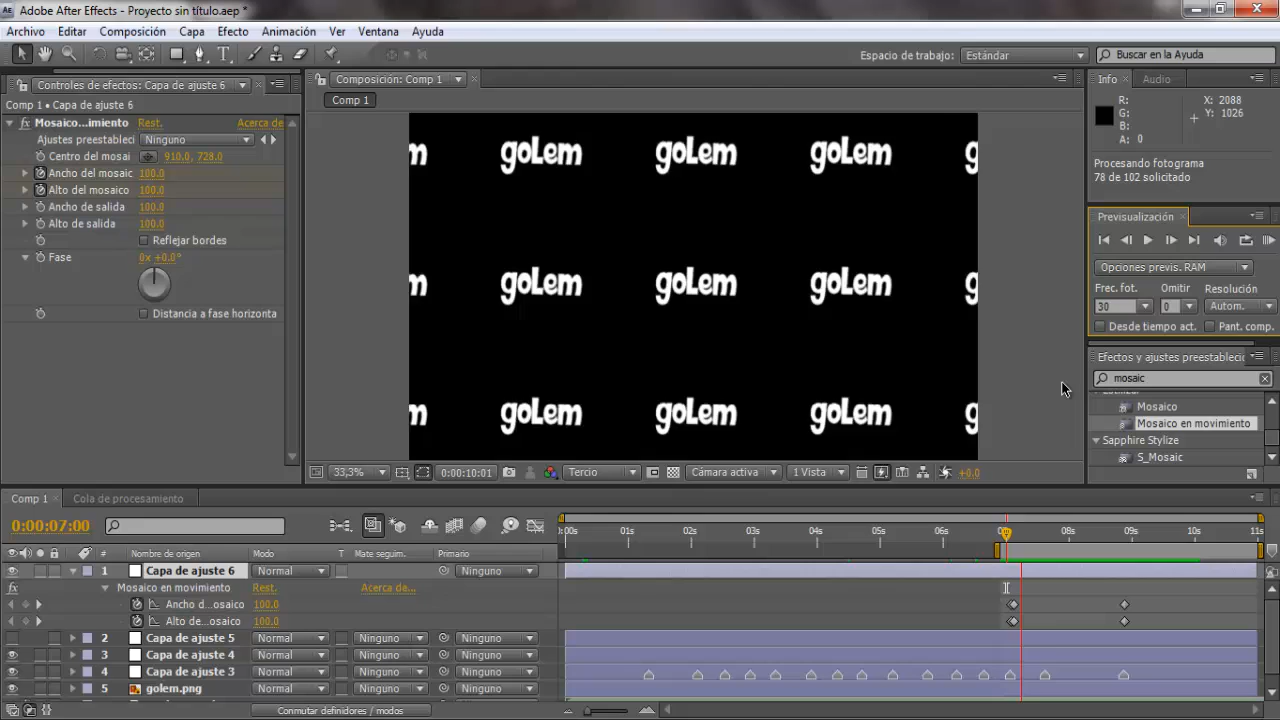 Adobe After Effects - Proyecto sin título.aep *
Archivo Editar Composición Capa Efecto Animación Ver Ventana Ayuda
Espacio de trabajo: Estándar Buscar en la Ayuda
Controles de efectos: Capa de ajuste 6
Comp 1 • Capa de ajuste 6
fx Mosaico...imiento Rest. Acerca de
Ajustes preestableci Ninguno
Centro del mosai 910.0, 728.0
Ancho del mosaic 100.0
Alto del mosaico 100.0
Ancho de salida 100.0
Alto de salida 100.0
Reflejar bordes
Fase 0x +0.0°
Distancia a fase horizonta
Composición: Comp 1
Comp 1
m goLem goLem goLem g
m goLem goLem goLem g
m goLem goLem goLem g
33,3% 0:00:10:01 Tercio Cámara activa 1 Vista +0.0
Info Audio
R: X: 2088
G: Y: 1026
B:
A: 0
Procesando fotograma
78 de 102 solicitado
Previsualización
Opciones previs. RAM
Frec. fot. Omitir Resolución
30 0 Autom.
Desde tiempo act. Pant. comp.
Efectos y ajustes preestableci
mosaic
Mosaico
Mosaico en movimiento
Sapphire Stylize
S_Mosaic
Comp 1 Cola de procesamiento
0:00:07:00
:00s 01s 02s 03s 04s 05s 06s 08s 09s 10s 11s
# Nombre de origen Modo T Mate seguim. Primario
1 Capa de ajuste 6 Normal Ninguno
fx Mosaico en movimiento Rest. Acerca de...
Ancho d...osaico 100.0
Alto de...osaico 100.0
2 Capa de ajuste 5 Normal Ninguno Ninguno
3 Capa de ajuste 4 Normal Ninguno Ninguno
4 Capa de ajuste 3 Normal Ninguno Ninguno
5 golem.png Normal Ninguno Ninguno
Conmutar definidores / modos